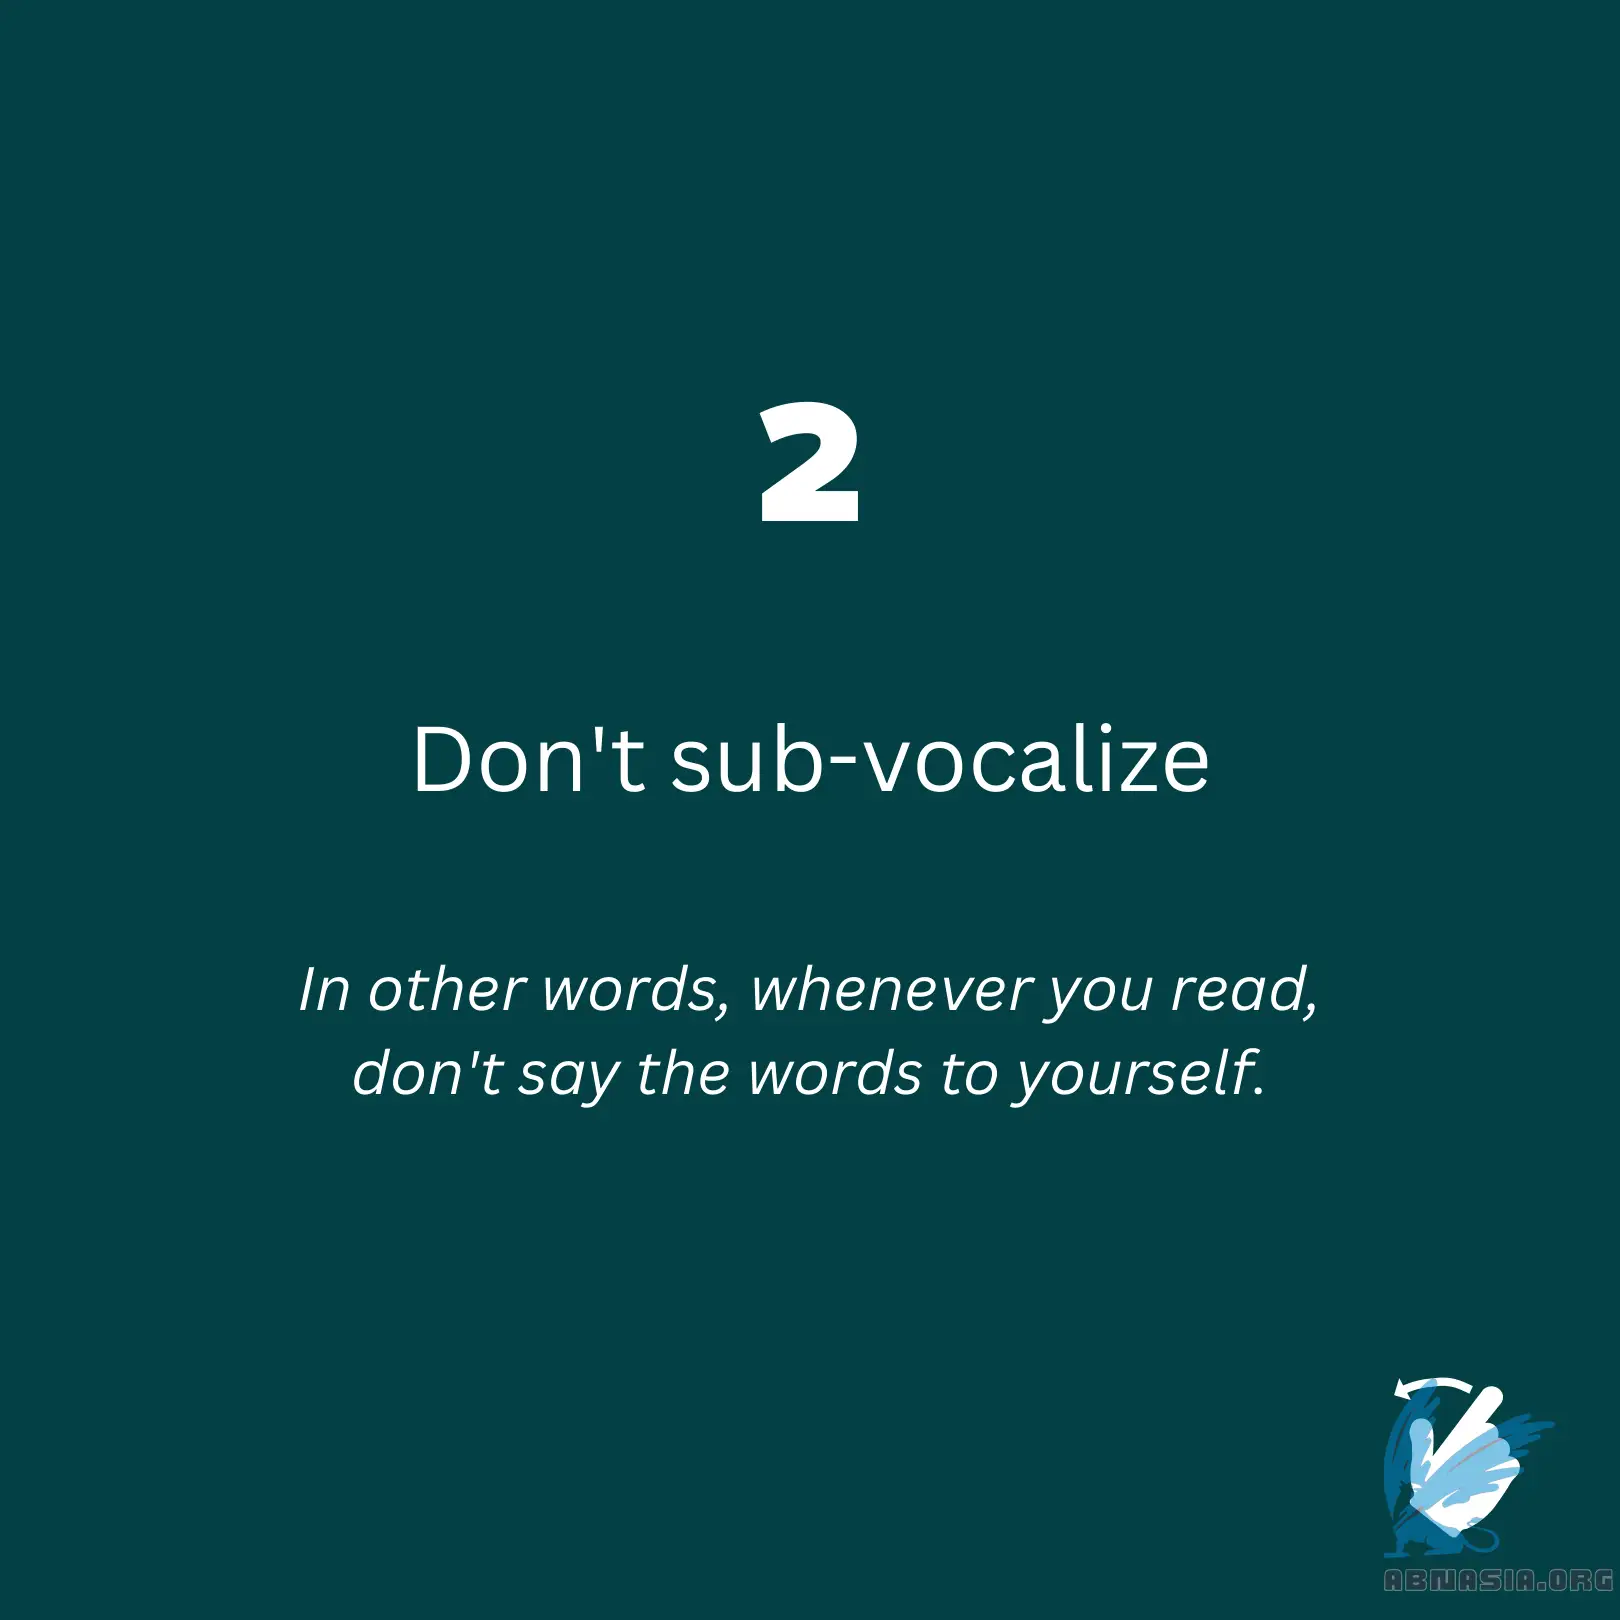 2
Don't sub-vocalize
In other words, whenever you read,
don't say the words to yourself.
ABNASIA.ORG